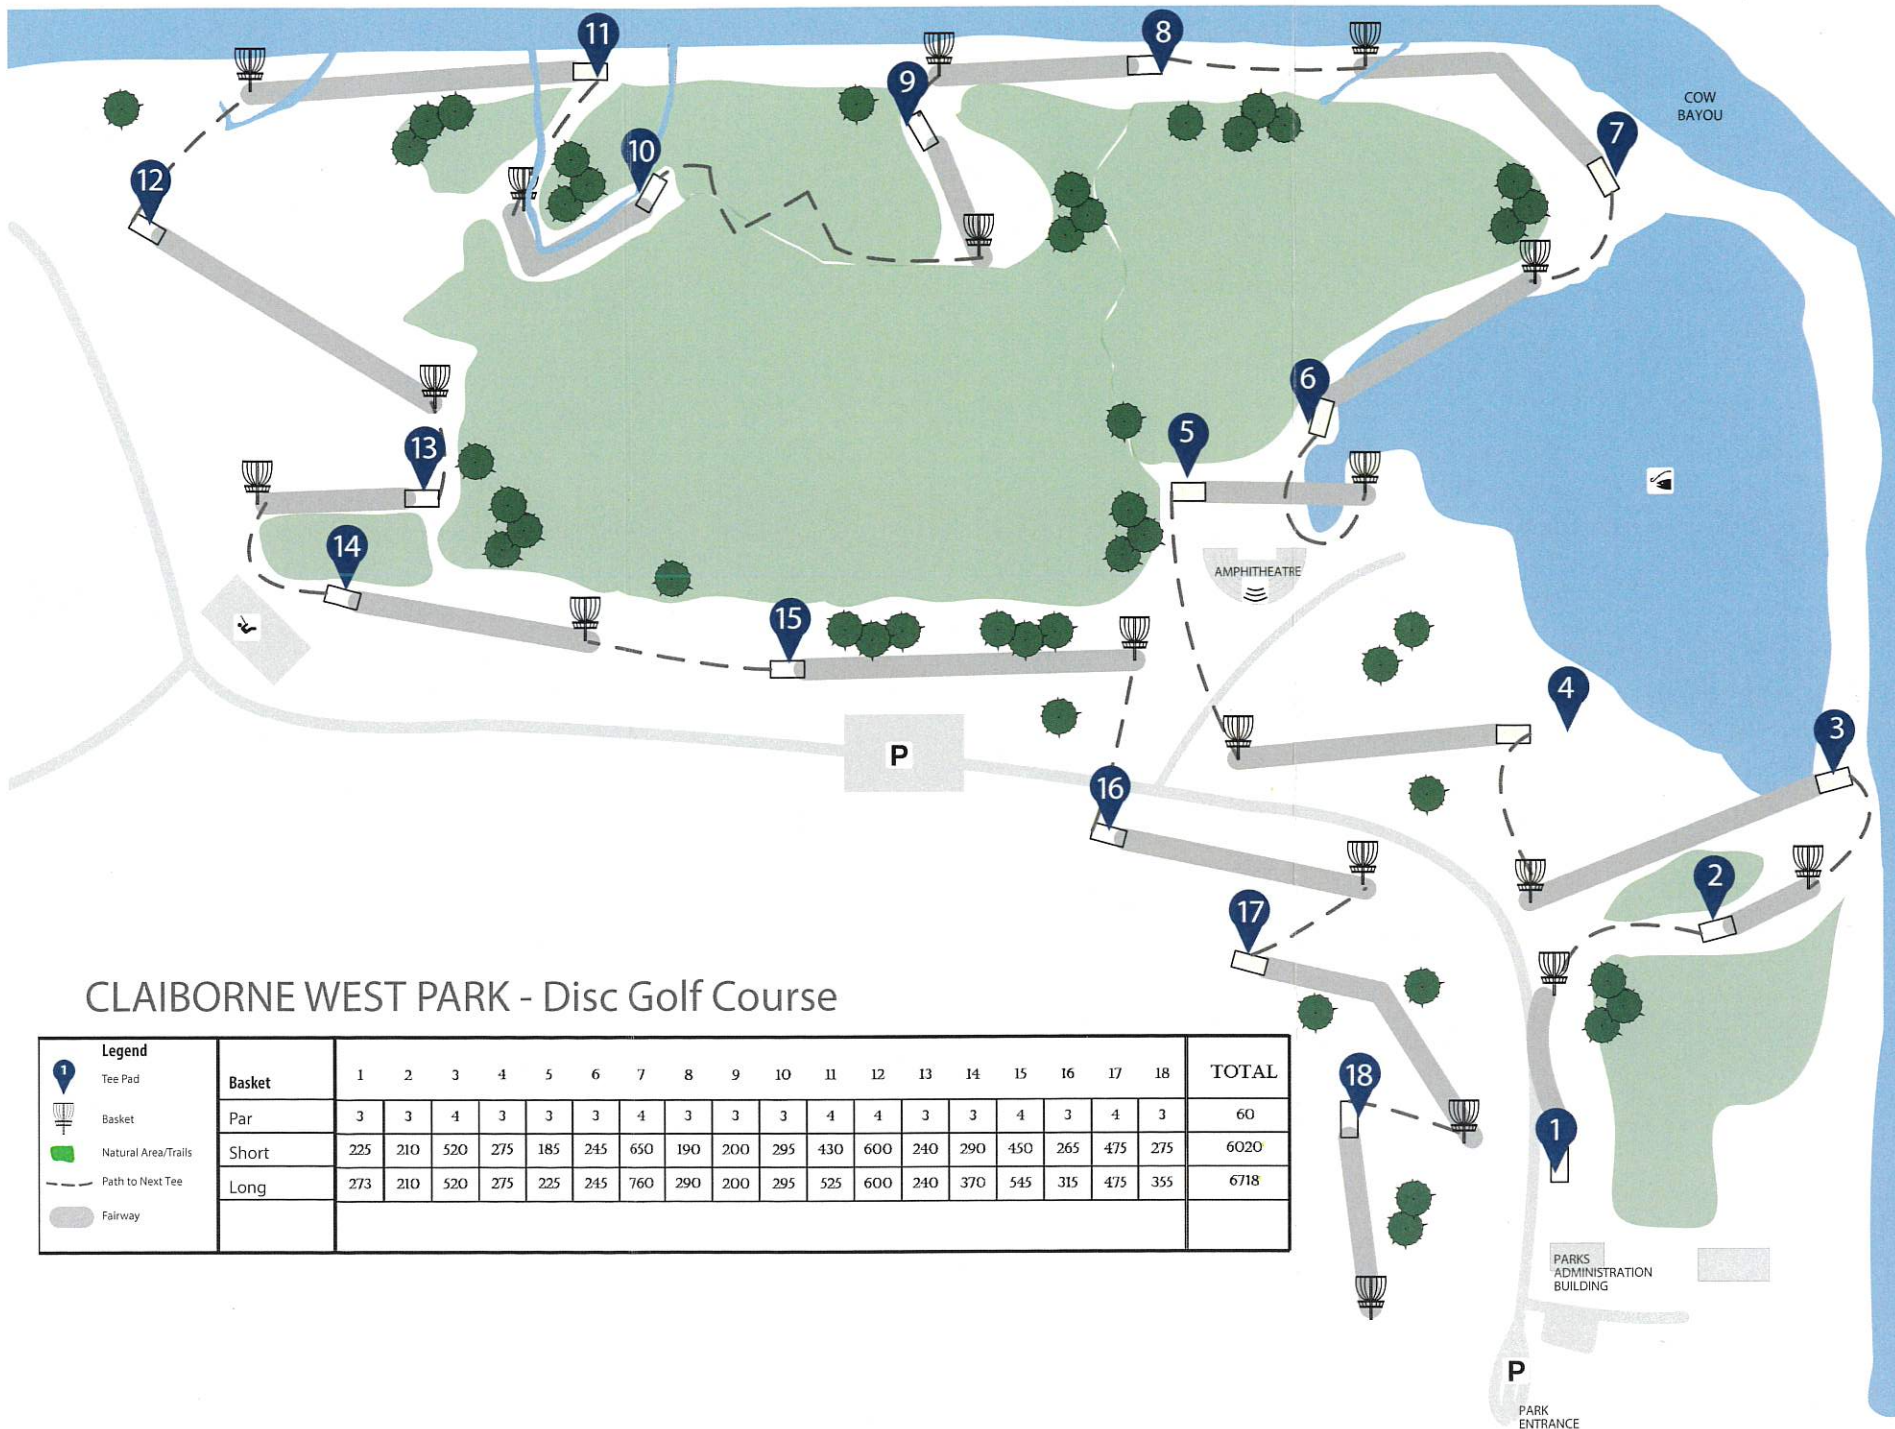 11
8
9
COW
BAYOU
7
10
12
6
5
13
14
AMPHITHEATRE
15
4
3
P
16
2
17
CLAIBORNE WEST PARK - Disc Golf Course
18
1
Legend
1 Tee Pad
Basket
Natural Area/Trails
Path to Next Tee
Fairway
Basket 1 2 3 4 5 6 7 8 9 10 11 12 13 14 15 16 17 18 TOTAL
Par 3 3 4 3 3 3 4 3 3 3 4 4 3 3 4 3 4 3 60
Short 225 210 520 275 185 245 650 190 200 295 430 600 240 290 450 265 475 275 6020
Long 273 210 520 275 225 245 760 290 200 295 525 600 240 370 545 315 475 355 6718
PARKS
ADMINISTRATION
BUILDING
P
PARK
ENTRANCE